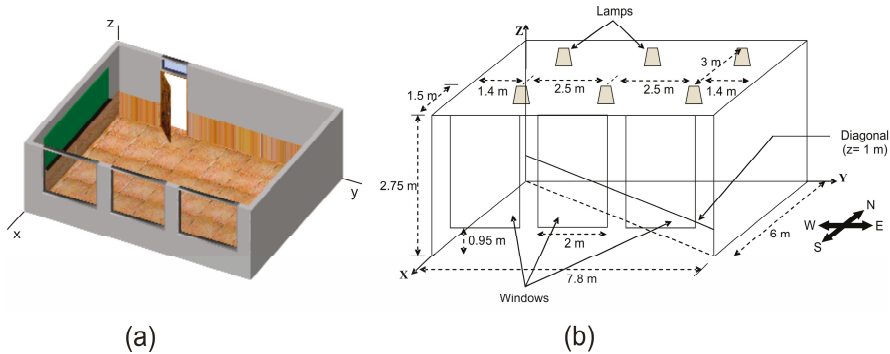 z
y
x
(a)
Lamps
Z
3 m
1.4 m
2.5 m
2.5 m
1.4 m
1.5 m
2.75 m
Diagonal
(z= 1 m)
Y
N
W
E
S
6 m
0.95 m
2 m
X
7.8 m
Windows
(b)